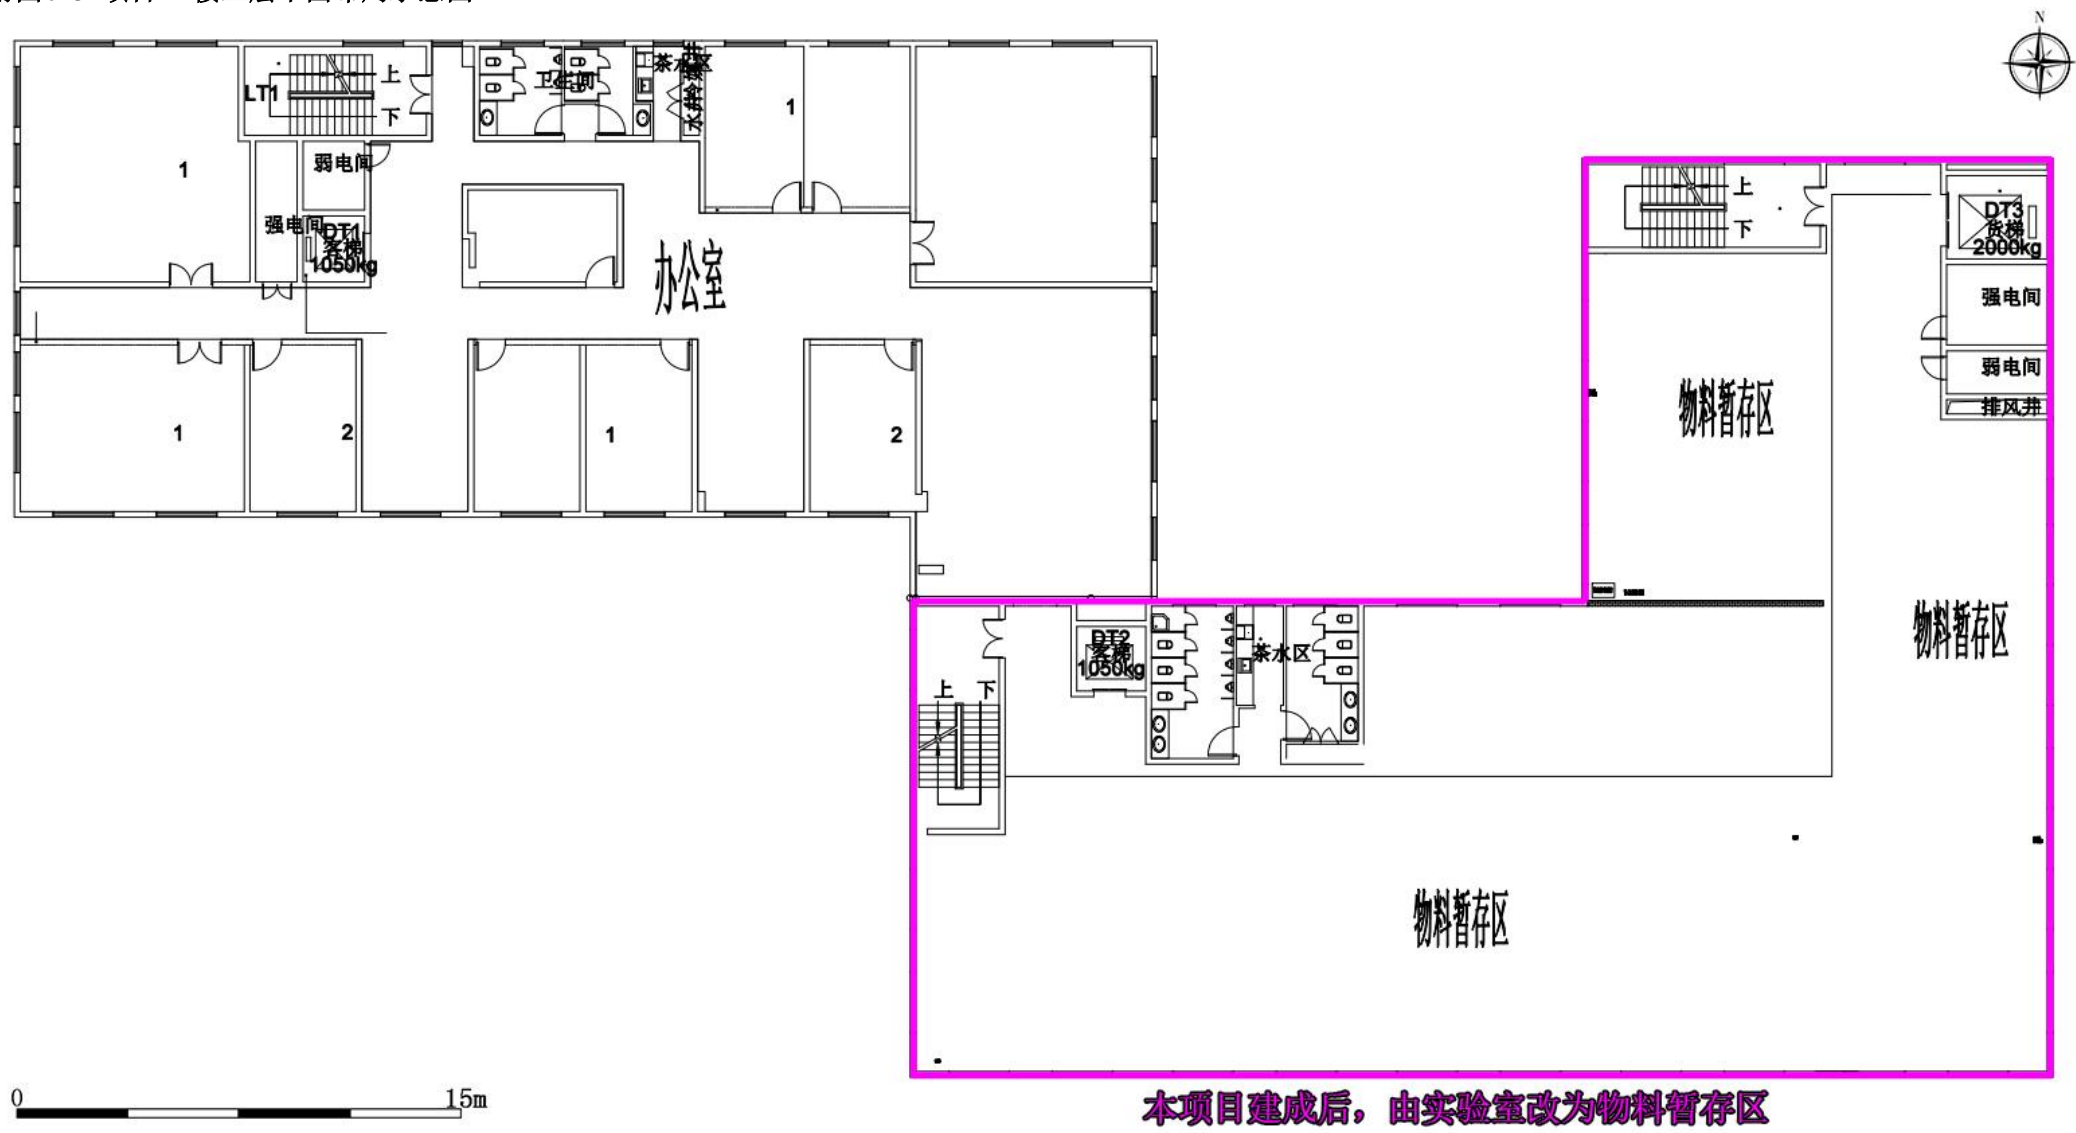 N
LT1
上
下
卫生间
茶水区
1
1
弱电间
强电间
DT1
客梯
1050kg
办公室
1
2
1
2
上
下
DT3
货梯
2000kg
强电间
弱电间
排风井
物料暂存区
物料暂存区
DT2
客梯
1050kg
茶水区
上 下
物料暂存区
0 15m
本项目建成后，由实验室改为物料暂存区